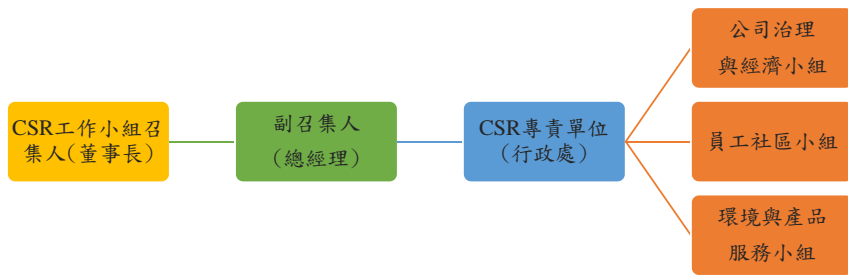 CSR工作小組召
集人(董事長)
副召集人
(總經理)
CSR專責單位
(行政處)
公司治理
與經濟小組
員工社區小組
環境與產品
服務小組